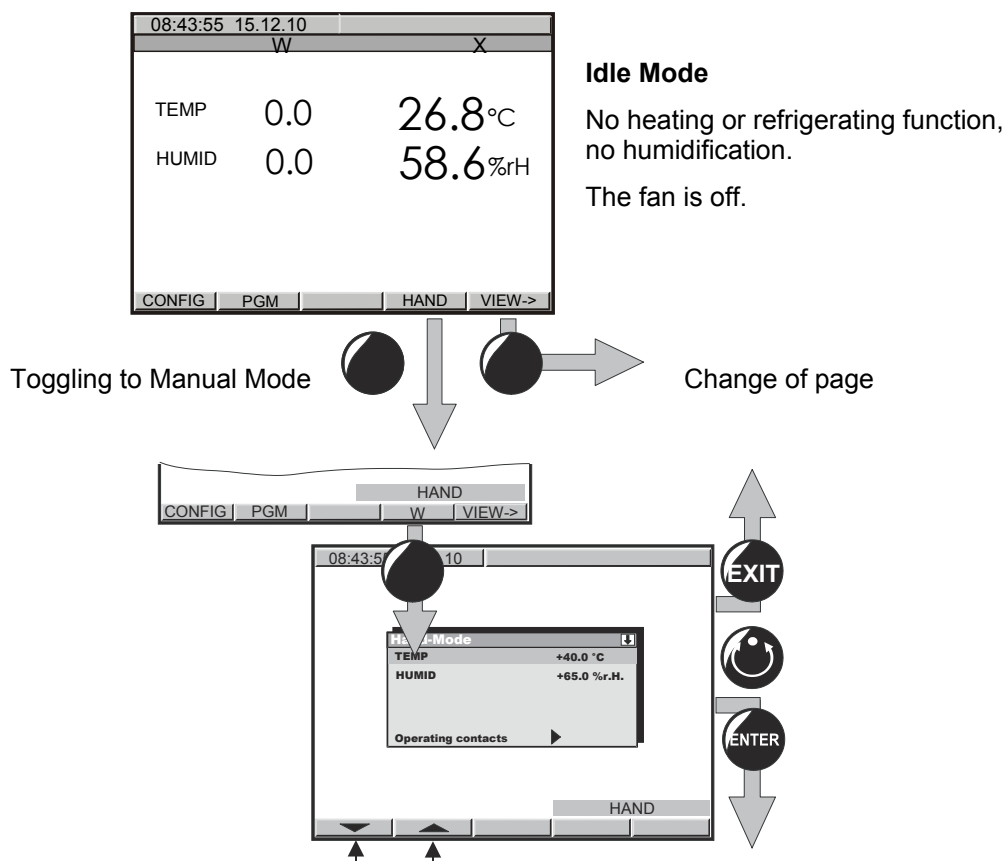 08:43:55 15.12.10
W X
TEMP 0.0 26.8°C
HUMID 0.0 58.6%rH
CONFIG PGM HAND VIEW->
Idle Mode
No heating or refrigerating function,
no humidification.
The fan is off.
Toggling to Manual Mode
Change of page
HAND
CONFIG PGM W VIEW->
08:43:5 10
EXIT
-Mode
TEMP +40.0 °C
HUMID +65.0 %r.H.
Operating contacts
ENTER
HAND